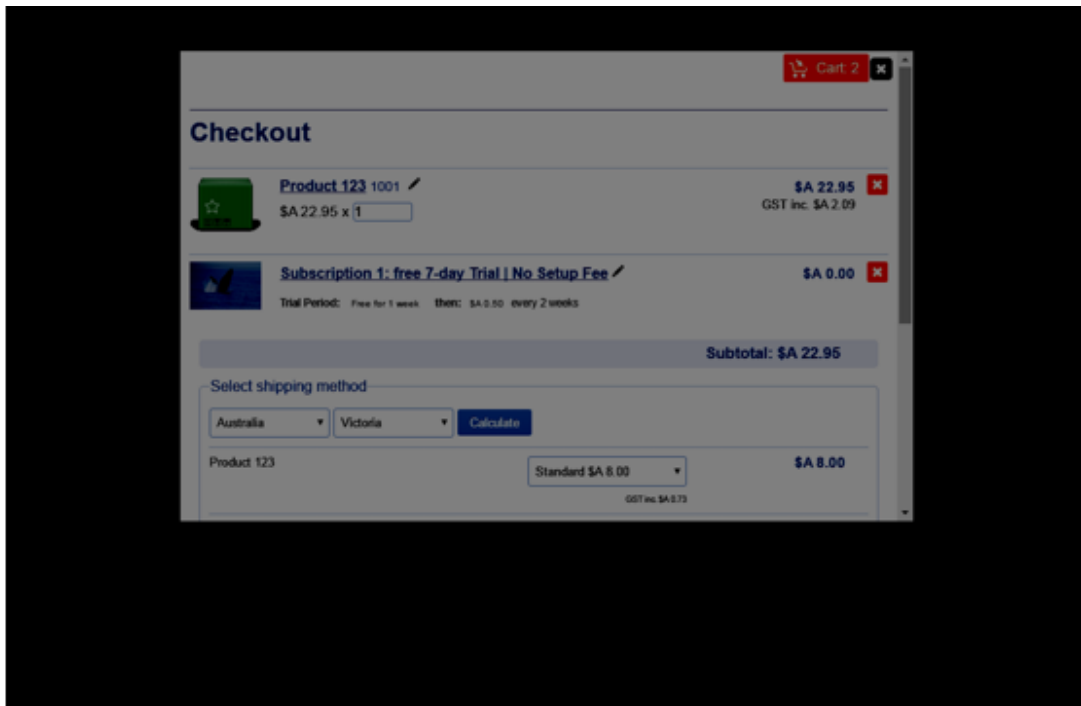 Cart: 2
Checkout
Product 123 1001
$A 22.95
$A 22.95 x 1
GST inc. $A 2.09
Subscription 1: free 7-day Trial | No Setup Fee
$A 0.00
Trial Period: Free for 1 week then: $A 0.50 every 2 weeks
Subtotal: $A 22.95
Select shipping method
Australia Victoria Calculate
Product 123
Standard $A 8.00
$A 8.00
GST inc. $A 0.73